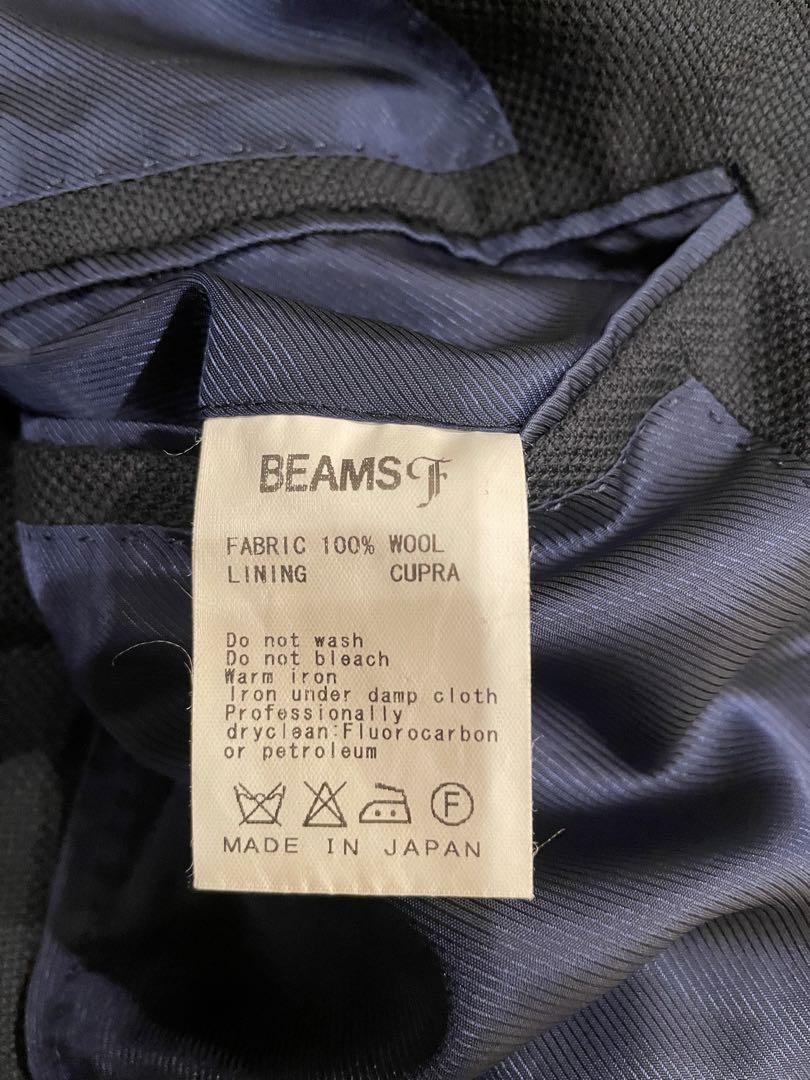 BEAMS F
FABRIC 100% WOOL
LINING CUPRA
Do not wash
Do not bleach
Warm iron
Iron under damp cloth
Professionally
dryclean:Fluorocarbon
or petroleum
F
MADE IN JAPAN